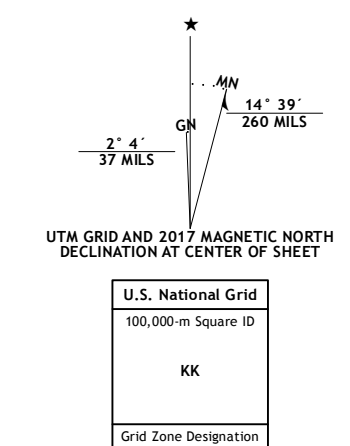 MN
GN
14° 39´
260 MILS
2° 4´
37 MILS
UTM GRID AND 2017 MAGNETIC NORTH
DECLINATION AT CENTER OF SHEET
U.S. National Grid
100,000-m Square ID
KK
Grid Zone Designation